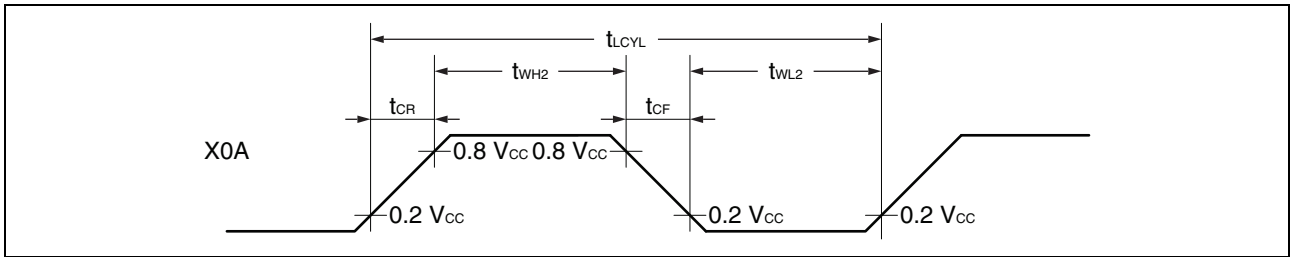 tLCYL
tWH2
tWL2
tCR
tCF
X0A
0.8 VCC 0.8 VCC
0.2 VCC
0.2 VCC
0.2 VCC